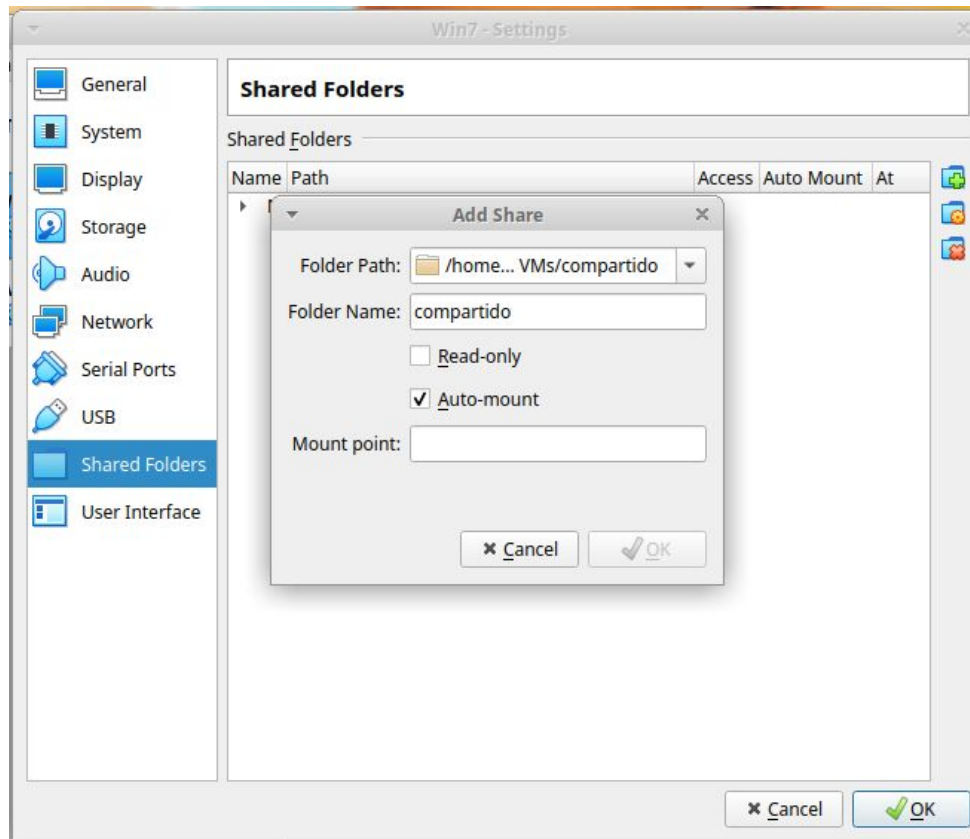 Win7 - Settings
General
System
Display
Storage
Audio
Network
Serial Ports
USB
Shared Folders
User Interface
Shared Folders
Shared Folders
Name Path Access Auto Mount At
Add Share
Folder Path: /home... VMs/compartido
Folder Name: compartido
Read-only
Auto-mount
Mount point:
Cancel OK
Cancel OK